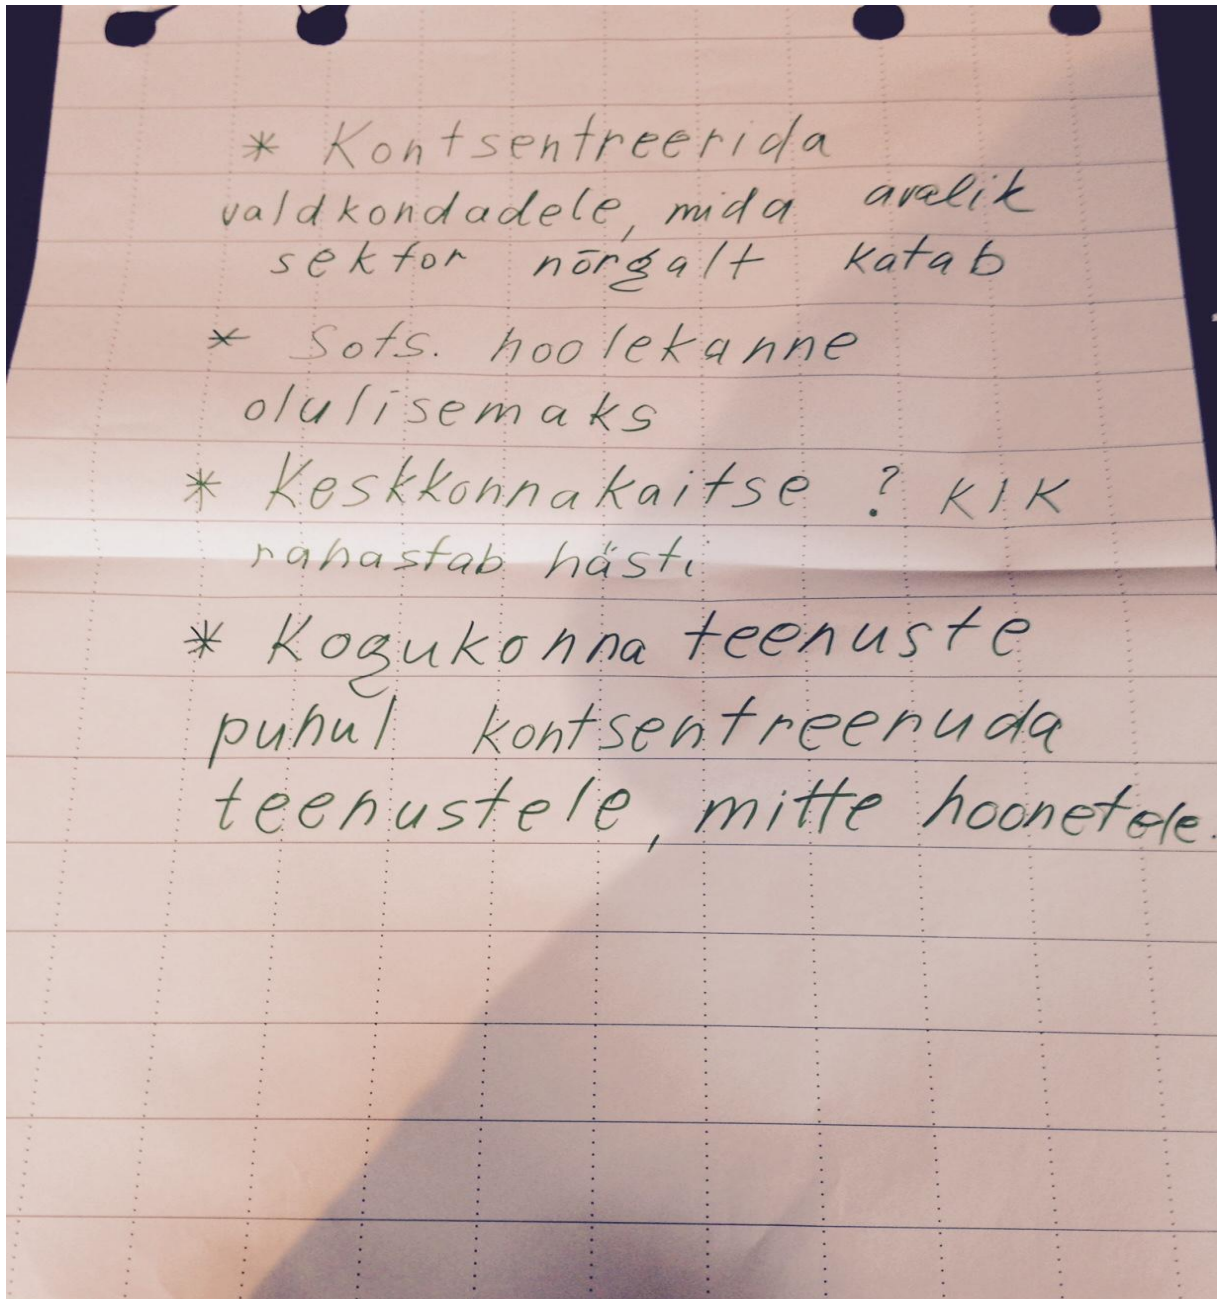 * Kontsentreerida
valdkondadele, mida avalik
sektor nõrgalt katab
* Sots. hoolekanne
olulisemaks
* Keskkonnakaitse ? KIK
rahastab hästi
* Kogukonna teenuste
puhul kontsentreeruda
teenustele, mitte hoonetele.